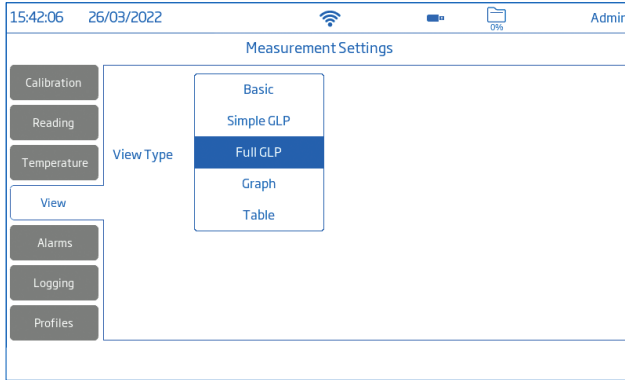 15:42:06 26/03/2022 0% Admin
Measurement Settings
Calibration
Reading
Temperature
View
Alarms
Logging
Profiles
View Type
Basic
Simple GLP
Full GLP
Graph
Table